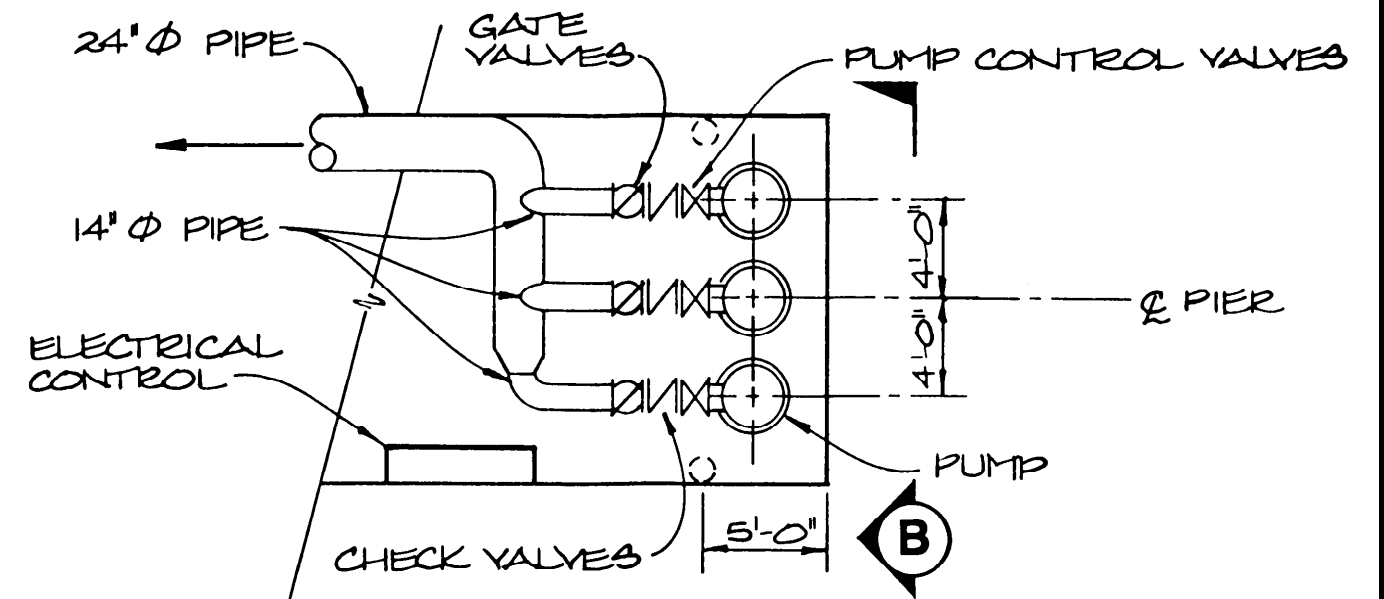 24" Ø PIPE
GATE
VALVES
PUMP CONTROL VALVES
14" Ø PIPE
4'-0"
℄ PIER
4'-0"
ELECTRICAL
CONTROL
PUMP
5'-0"
B
CHECK VALVES